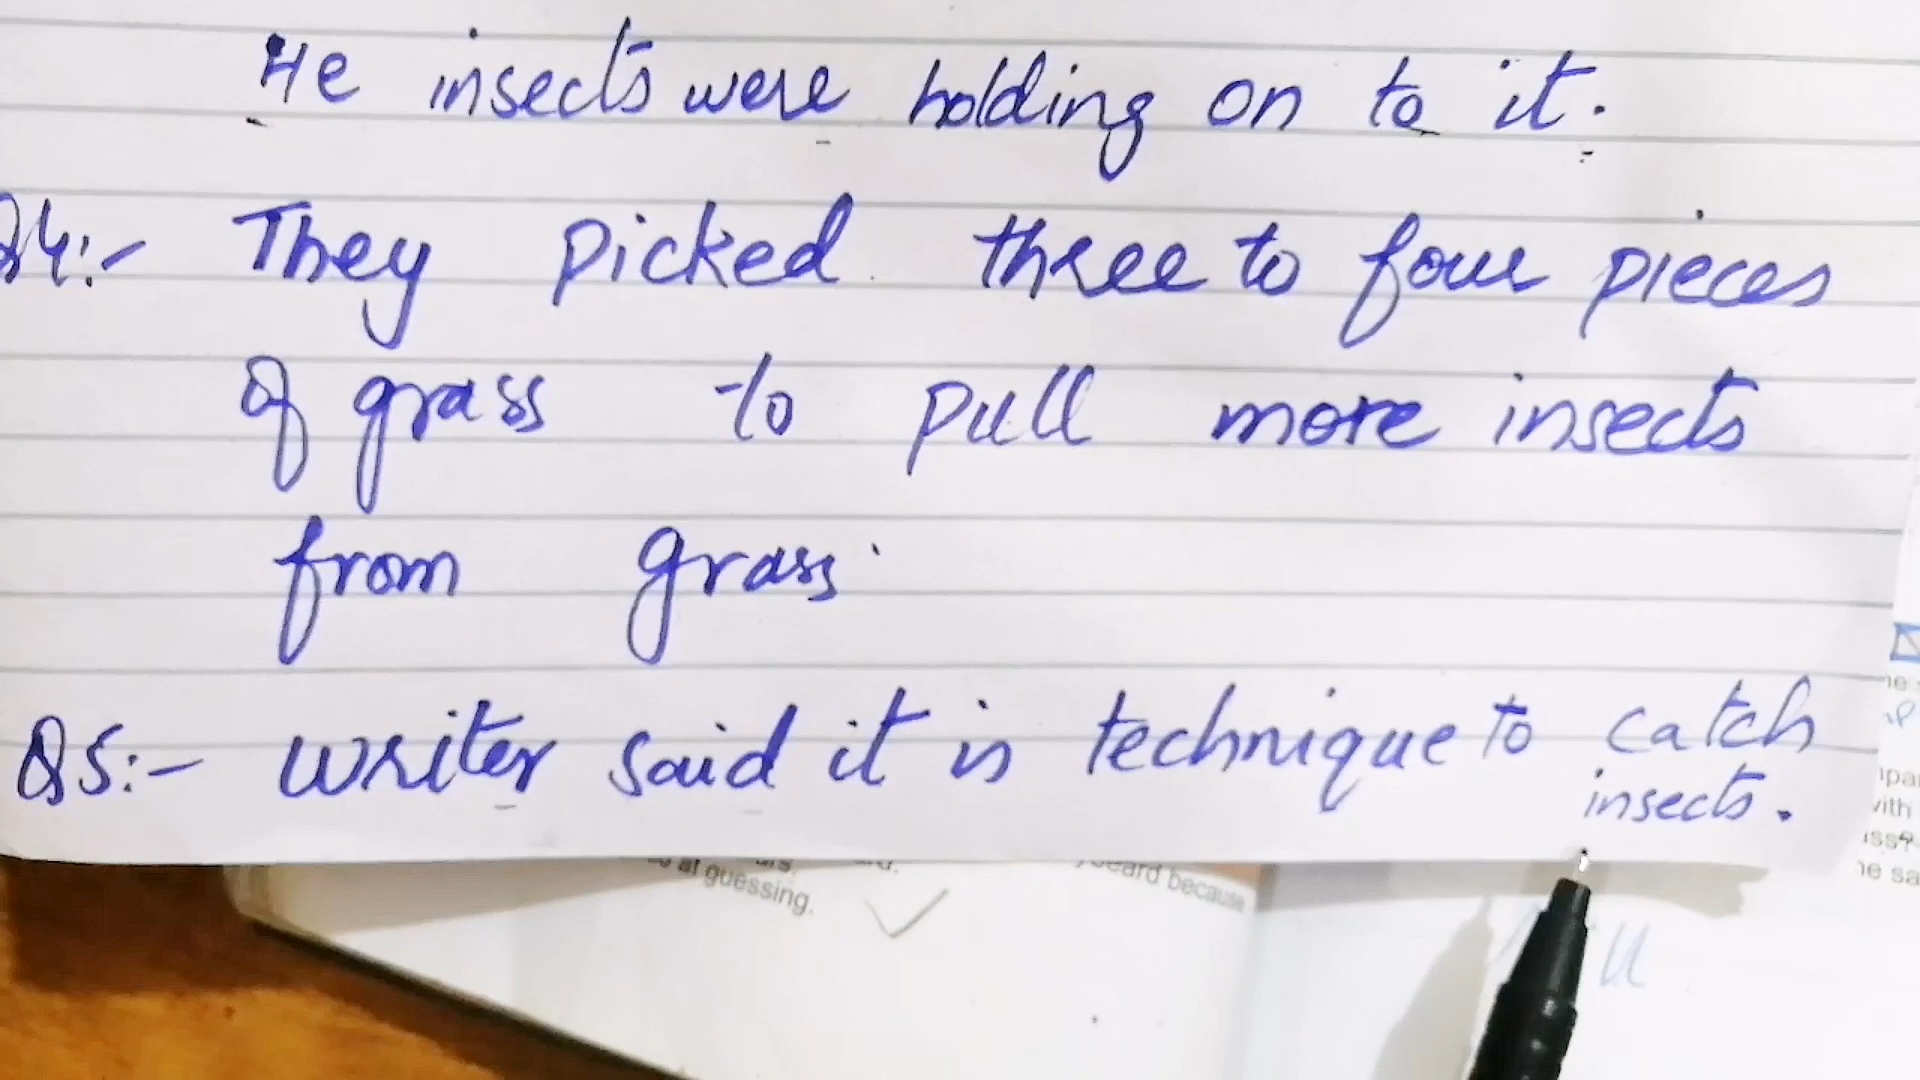 He insects were holding on to it.
Q4:- They picked three to four pieces
of grass to pull more insects
from grass.
Q5:- writer said it is technique to catch
insects.
at guessing.
because